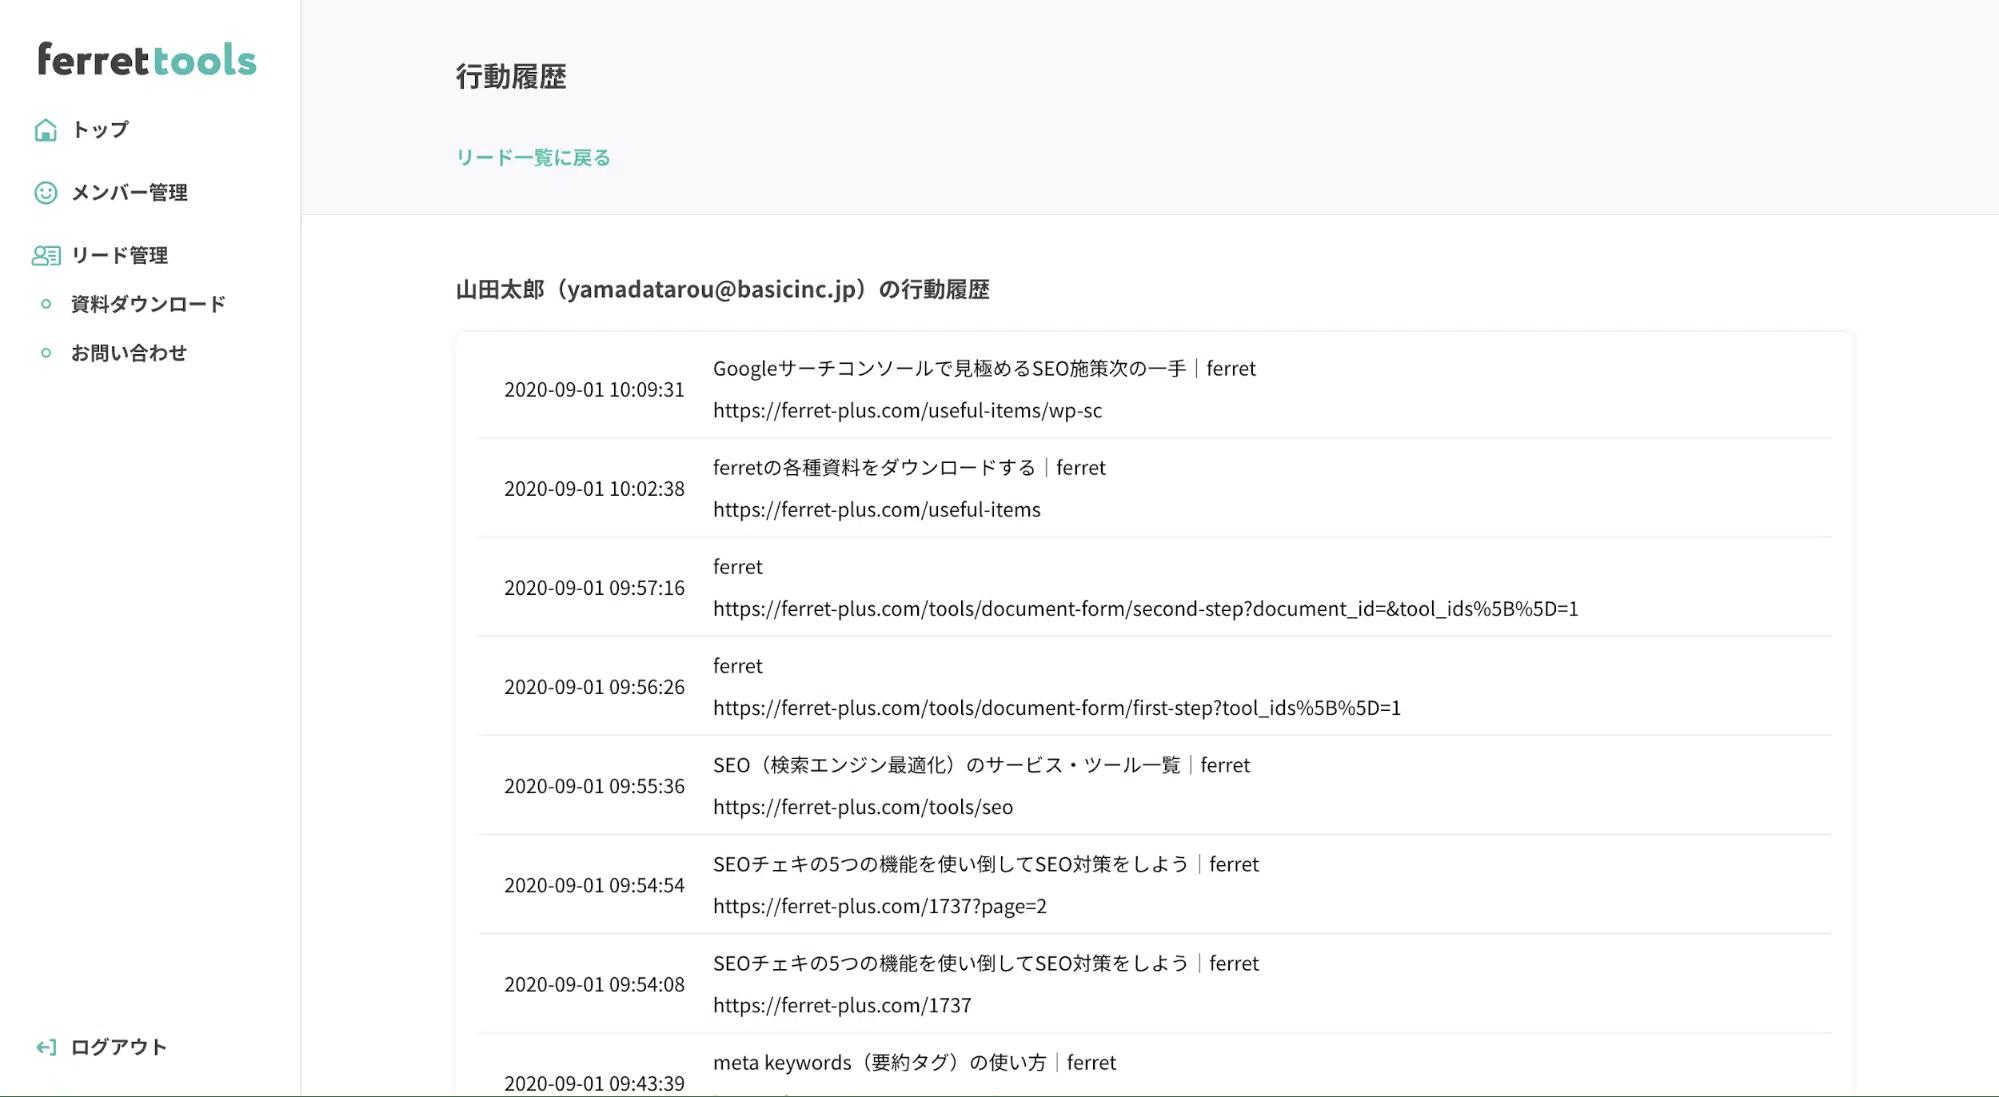 ferrettools
トップ
メンバー管理
リード管理
資料ダウンロード
お問い合わせ
ログアウト
行動履歴
リード一覧に戻る
山田太郎（yamadatarou@basicinc.jp）の行動履歴
2020-09-01 10:09:31
Googleサーチコンソールで見極めるSEO施策次の一手｜ferret
https://ferret-plus.com/useful-items/wp-sc
2020-09-01 10:02:38
ferretの各種資料をダウンロードする｜ferret
https://ferret-plus.com/useful-items
2020-09-01 09:57:16
ferret
https://ferret-plus.com/tools/document-form/second-step?document_id=&tool_ids%5B%5D=1
2020-09-01 09:56:26
ferret
https://ferret-plus.com/tools/document-form/first-step?tool_ids%5B%5D=1
2020-09-01 09:55:36
SEO（検索エンジン最適化）のサービス・ツール一覧｜ferret
https://ferret-plus.com/tools/seo
2020-09-01 09:54:54
SEOチェキの5つの機能を使い倒してSEO対策をしよう｜ferret
https://ferret-plus.com/1737?page=2
2020-09-01 09:54:08
SEOチェキの5つの機能を使い倒してSEO対策をしよう｜ferret
https://ferret-plus.com/1737
2020-09-01 09:43:39
meta keywords（要約タグ）の使い方｜ferret